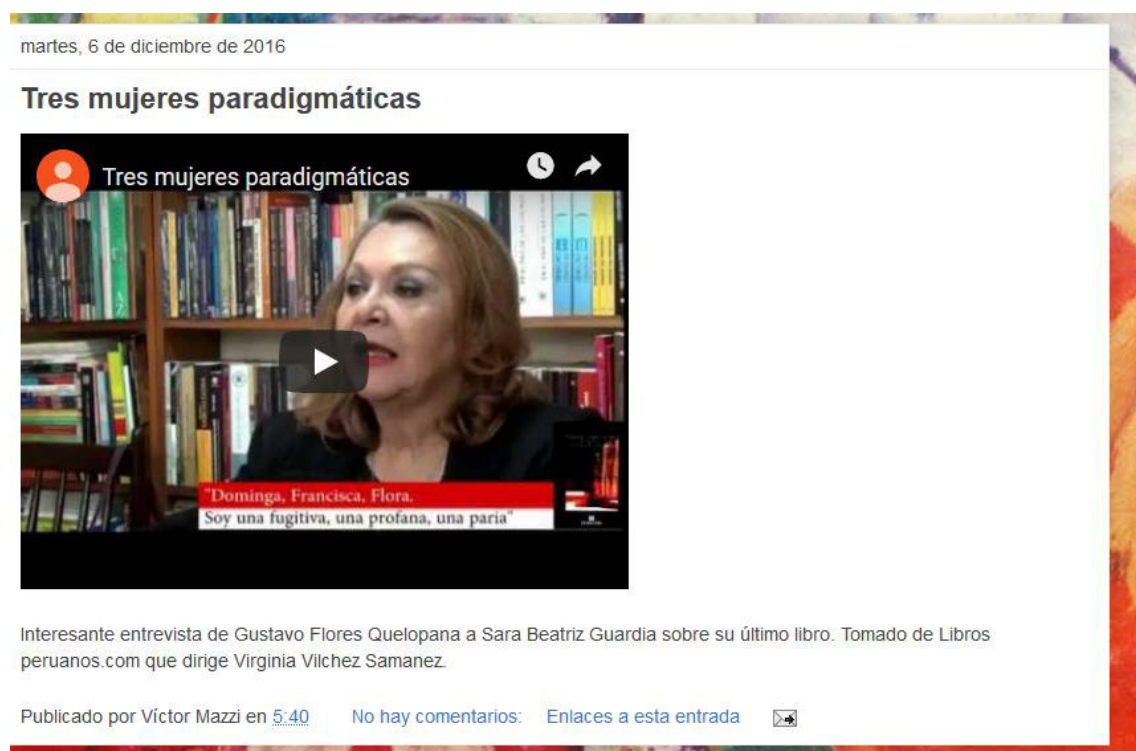 martes, 6 de diciembre de 2016
Tres mujeres paradigmáticas
Tres mujeres paradigmáticas
"Dominga, Francisca, Flora.
Soy una fugitiva, una profana, una paria"
Interesante entrevista de Gustavo Flores Quelopana a Sara Beatriz Guardia sobre su último libro. Tomado de Libros
peruanos.com que dirige Virginia Vilchez Samanez.
Publicado por Víctor Mazzi en 5:40 No hay comentarios: Enlaces a esta entrada